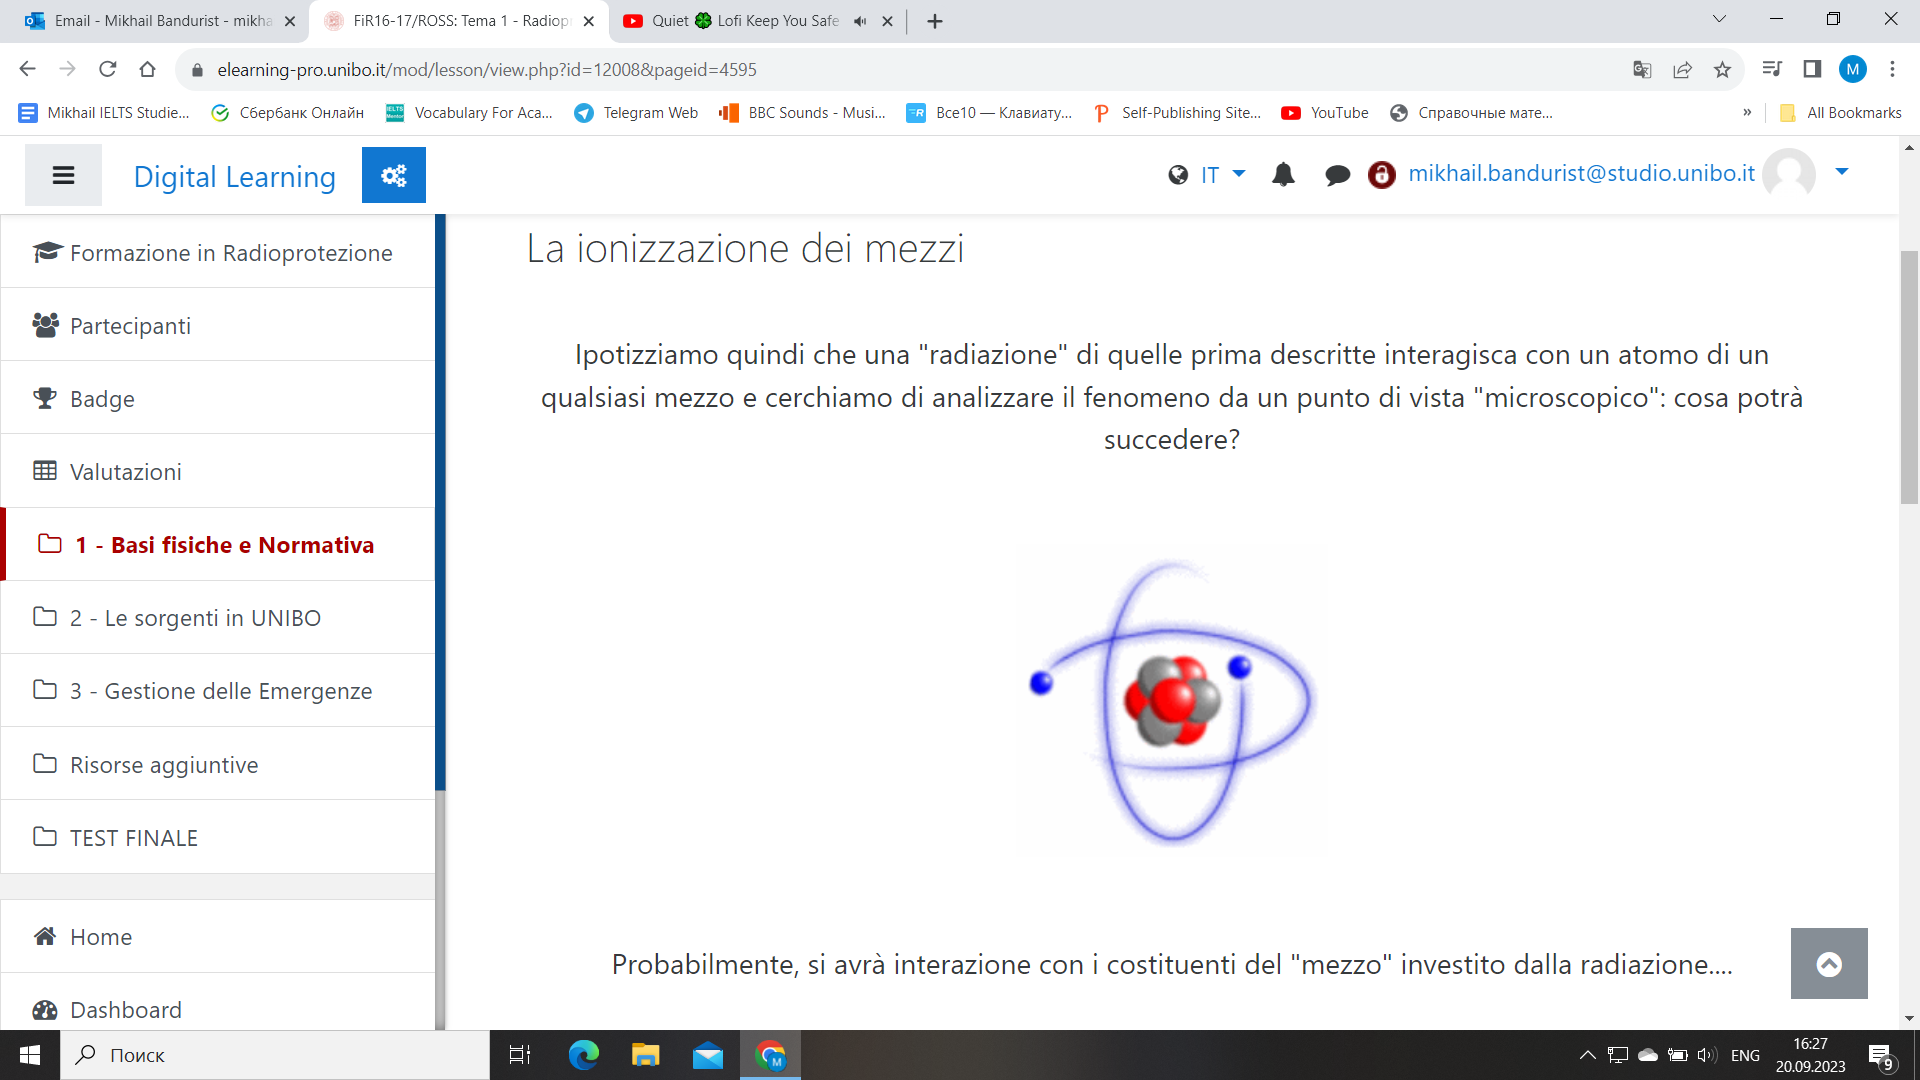 Email - Mikhail Bandurist - mikha
FiR16-17/ROSS: Tema 1 - Radiop
Quiet 🍀 Lofi Keep You Safe
elearning-pro.unibo.it/mod/lesson/view.php?id=12008&pageid=4595
M
Mikhail IELTS Studie...
Сбербанк Онлайн
Vocabulary For Aca...
Telegram Web
BBC Sounds - Musi...
Все10 — Клавиату...
Self-Publishing Site...
YouTube
Справочные мате...
»
All Bookmarks
Digital Learning
IT
mikhail.bandurist@studio.unibo.it
Formazione in Radioprotezione
Partecipanti
Badge
Valutazioni
1 - Basi fisiche e Normativa
2 - Le sorgenti in UNIBO
3 - Gestione delle Emergenze
Risorse aggiuntive
TEST FINALE
Home
Dashboard
La ionizzazione dei mezzi
Ipotizziamo quindi che una "radiazione" di quelle prima descritte interagisca con un atomo di un
qualsiasi mezzo e cerchiamo di analizzare il fenomeno da un punto di vista "microscopico": cosa potrà
succedere?
Probabilmente, si avrà interazione con i costituenti del "mezzo" investito dalla radiazione....
Поиск
M
ENG
16:27
20.09.2023
9